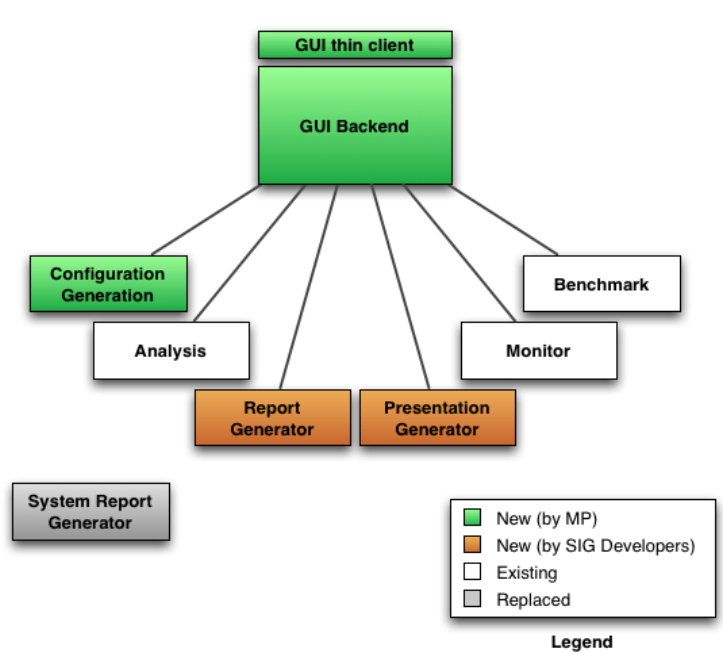 GUI thin client
GUI Backend
Configuration
Generation
Benchmark
Analysis
Monitor
Report
Generator
Presentation
Generator
System Report
Generator
New (by MP)
New (by SIG Developers)
Existing
Replaced
Legend